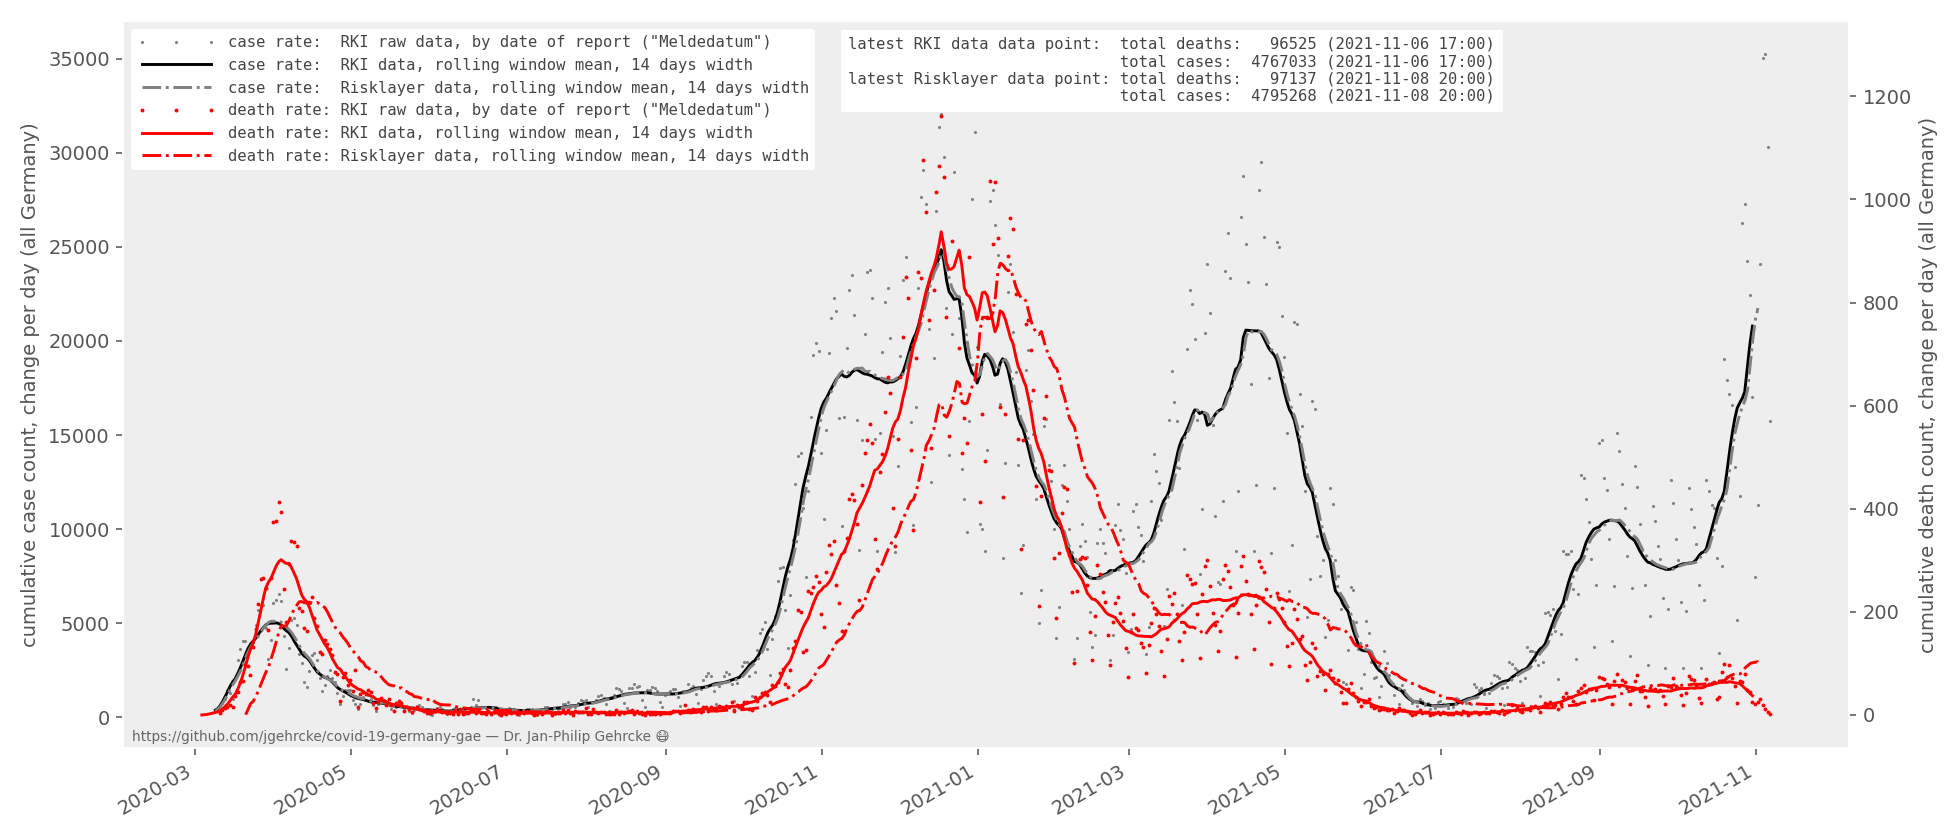 case rate:  RKI raw data, by date of report ("Meldedatum")
case rate:  RKI data, rolling window mean, 14 days width
case rate:  Risklayer data, rolling window mean, 14 days width
death rate: RKI raw data, by date of report ("Meldedatum")
death rate: RKI data, rolling window mean, 14 days width
death rate: Risklayer data, rolling window mean, 14 days width
latest RKI data data point:  total deaths:   96525 (2021-11-06 17:00)
total cases:  4767033 (2021-11-06 17:00)
latest Risklayer data point: total deaths:   97137 (2021-11-08 20:00)
total cases:  4795268 (2021-11-08 20:00)
cumulative case count, change per day (all Germany)
35000
30000
25000
20000
15000
10000
5000
0
cumulative death count, change per day (all Germany)
1200
1000
800
600
400
200
0
https://github.com/jgehrcke/covid-19-germany-gae — Dr. Jan-Philip Gehrcke 😷
2020-03
2020-05
2020-07
2020-09
2020-11
2021-01
2021-03
2021-05
2021-07
2021-09
2021-11